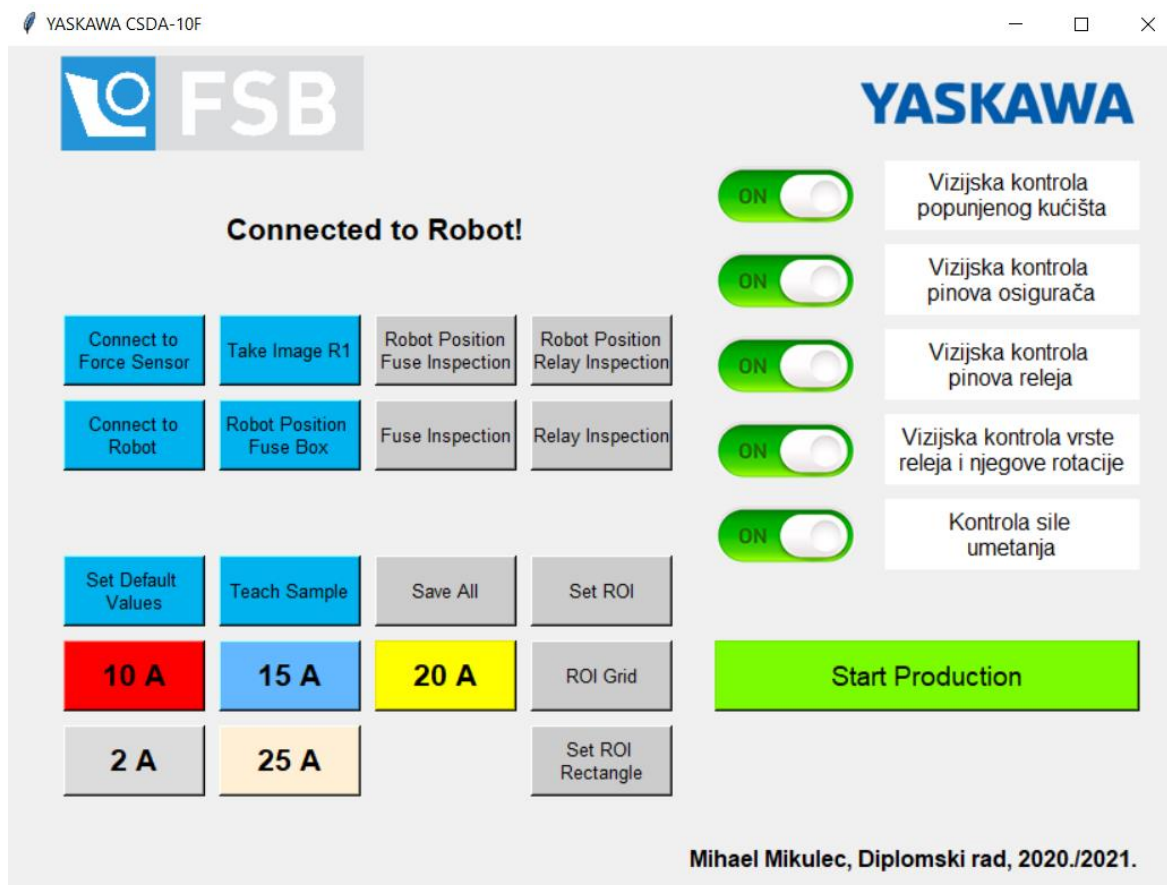 YASKAWA CSDA-10F
FSB
YASKAWA
Connected to Robot!
Connect to
Force Sensor
Take Image R1
Robot Position
Fuse Inspection
Robot Position
Relay Inspection
Connect to
Robot
Robot Position
Fuse Box
Fuse Inspection
Relay Inspection
Set Default
Values
Teach Sample
Save All
Set ROI
10 A
15 A
20 A
ROI Grid
2 A
25 A
Set ROI
Rectangle
ON
Vizijska kontrola
popunjenog kućišta
ON
Vizijska kontrola
pinova osigurača
ON
Vizijska kontrola
pinova releja
ON
Vizijska kontrola vrste
releja i njegove rotacije
ON
Kontrola sile
umetanja
Start Production
Mihael Mikulec, Diplomski rad, 2020./2021.